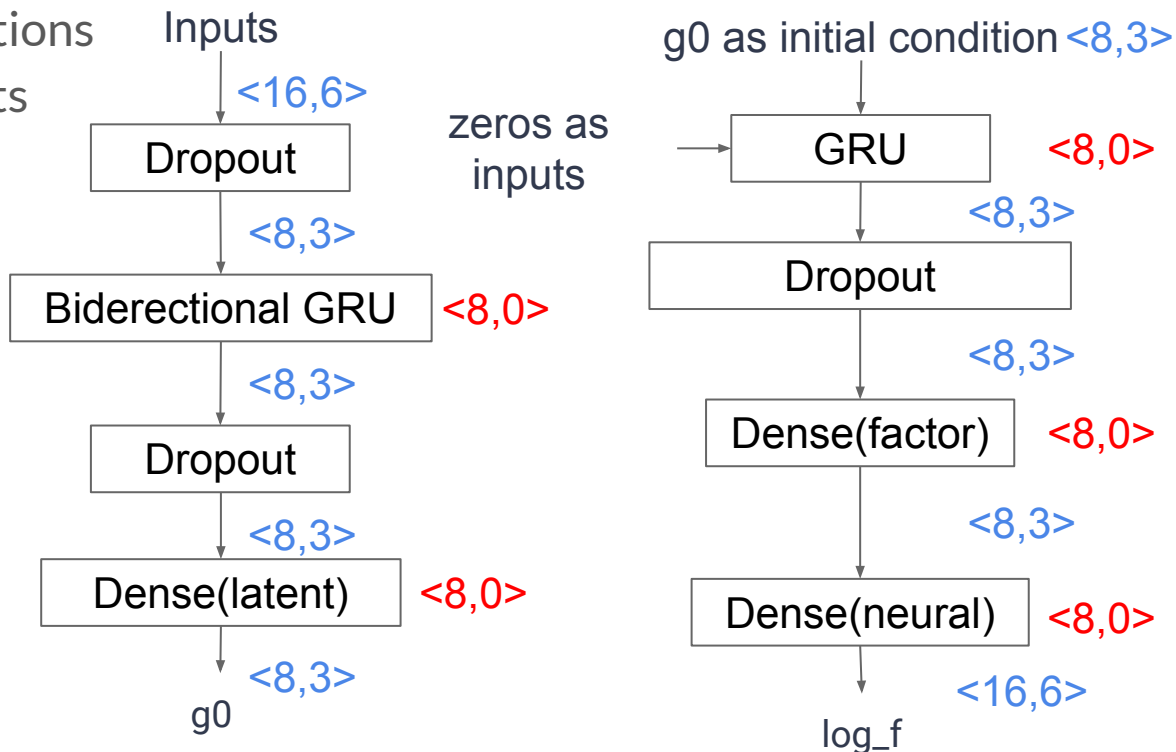 Inputs
<16,6>
Dropout
<8,3>
Biderectional GRU <8,0>
<8,3>
Dropout
<8,3>
Dense(latent) <8,0>
<8,3>
g0
g0 as initial condition <8,3>
zeros as
inputs
GRU <8,0>
<8,3>
Dropout
<8,3>
Dense(factor) <8,0>
<8,3>
Dense(neural) <8,0>
<16,6>
log_f